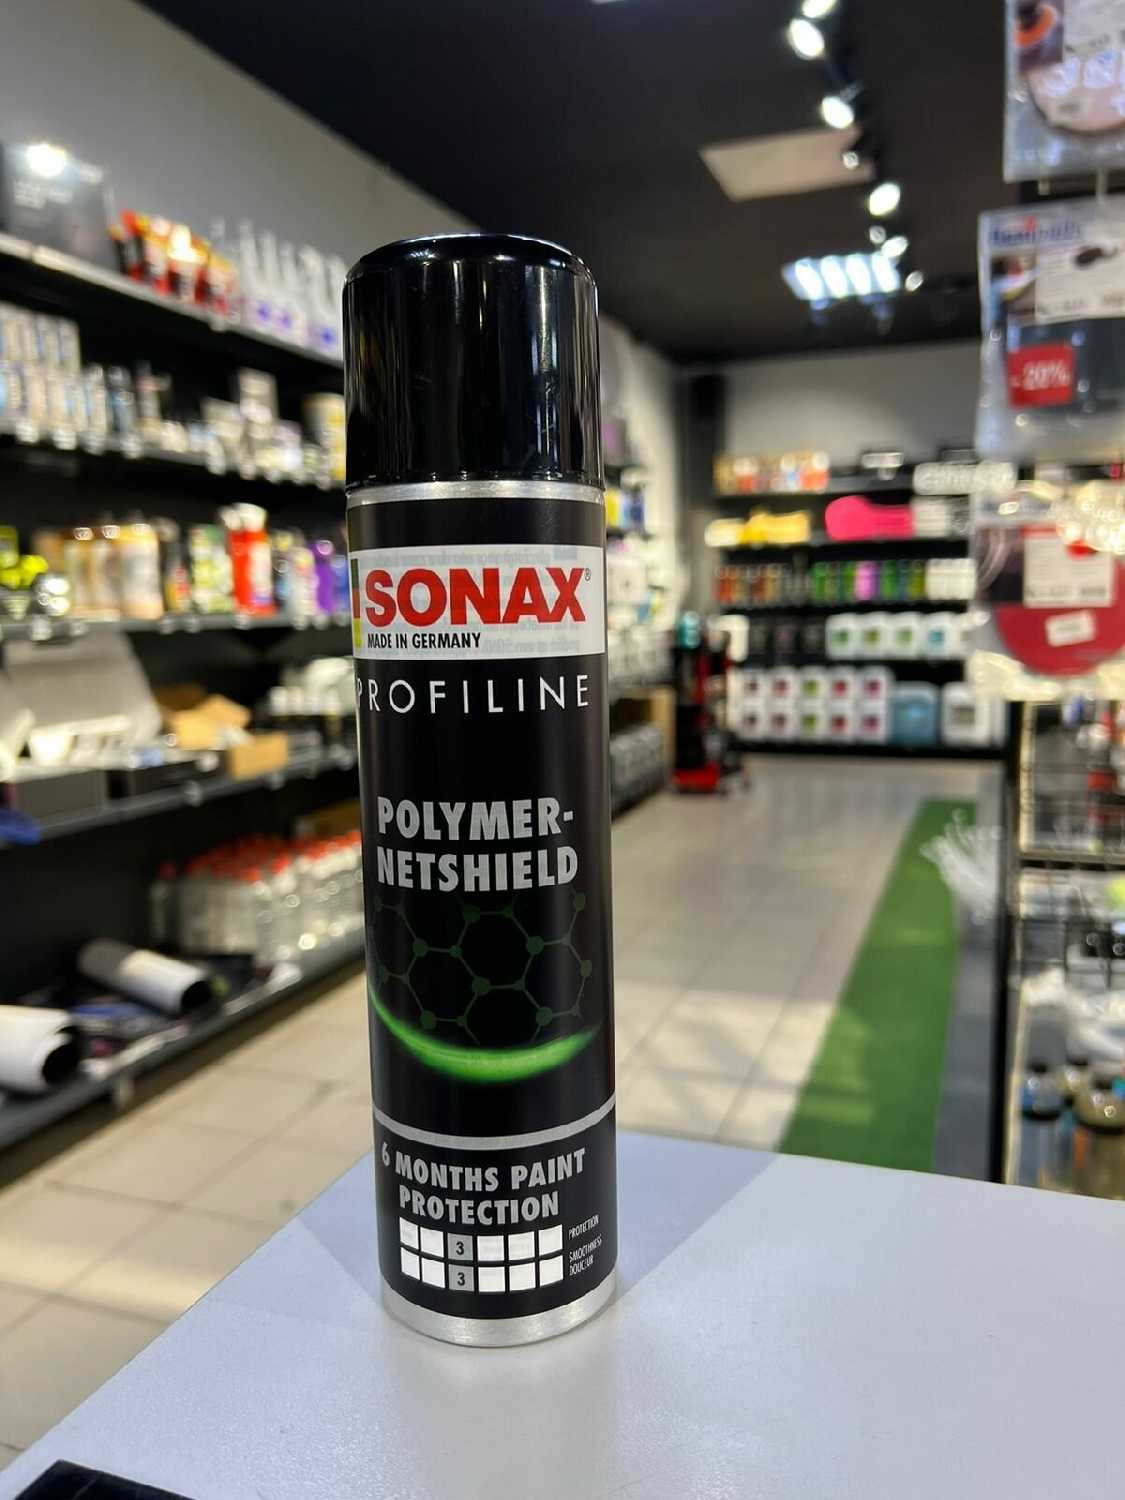 SONAX®
MADE IN GERMANY
PROFILINE
POLYMER-
NETSHIELD
6 MONTHS PAINT
PROTECTION
3 PROTECTION
3 SMOOTHNESS
DOUCEUR
-20%